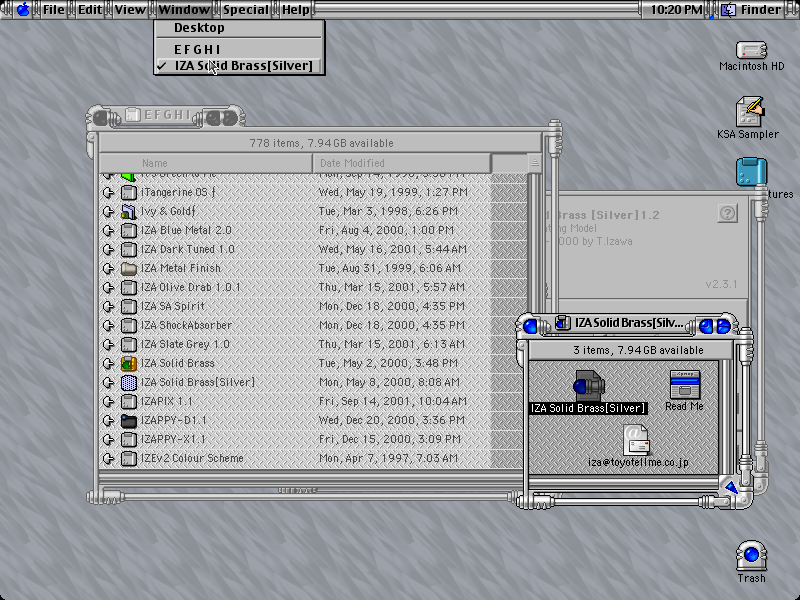 File Edit View Window Special Help 10:20 PM Finder
Desktop
E F G H I
IZA Solid Brass[Silver]
Macintosh HD
KSA Sampler
E F G H I
778 items, 7.94 GB available
Name Date Modified
iTangerine OS ƒ Wed, May 19, 1999, 1:27 PM
Ivy & Goldƒ Tue, Mar 3, 1998, 6:26 PM
IZA Blue Metal 2.0 Fri, Aug 4, 2000, 1:00 PM
IZA Dark Tuned 1.0 Wed, May 16, 2001, 5:44 AM
IZA Metal Finish Tue, Aug 31, 1999, 6:06 AM
IZA Olive Drab 1.0.1 Thu, Mar 15, 2001, 5:57 AM
IZA SA Spirit Mon, Dec 18, 2000, 4:35 PM
IZA ShockAbsorber Mon, Dec 18, 2000, 4:35 PM
IZA Slate Grey 1.0 Thu, Mar 15, 2001, 6:13 AM
IZA Solid Brass Tue, May 2, 2000, 3:48 PM
IZA Solid Brass[Silver] Mon, May 8, 2000, 8:08 AM
IZAPIX 1.1 Fri, Sep 14, 2001, 10:04 AM
IZAPPY-D1.1 Wed, Dec 20, 2000, 3:36 PM
IZAPPY-X1.1 Fri, Dec 15, 2000, 3:09 PM
IZEv2 Colour Scheme Mon, Apr 7, 1997, 7:03 AM
tures
Brass [Silver] 1.2
ting Model
2000 by T.Izawa
v2.3.1
IZA Solid Brass[Silv...
3 items, 7.94 GB available
IZA Solid Brass[Silver]
Read Me
iza@toyotellme.co.jp
Trash